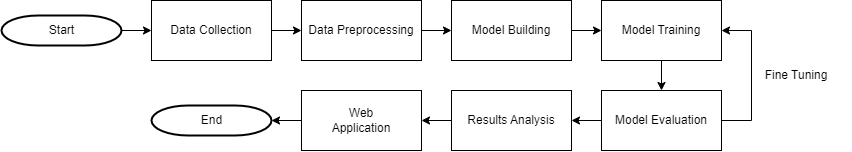 Start
Data Collection
Data Preprocessing
Model Building
Model Training
Fine Tuning
End
Web
Application
Results Analysis
Model Evaluation